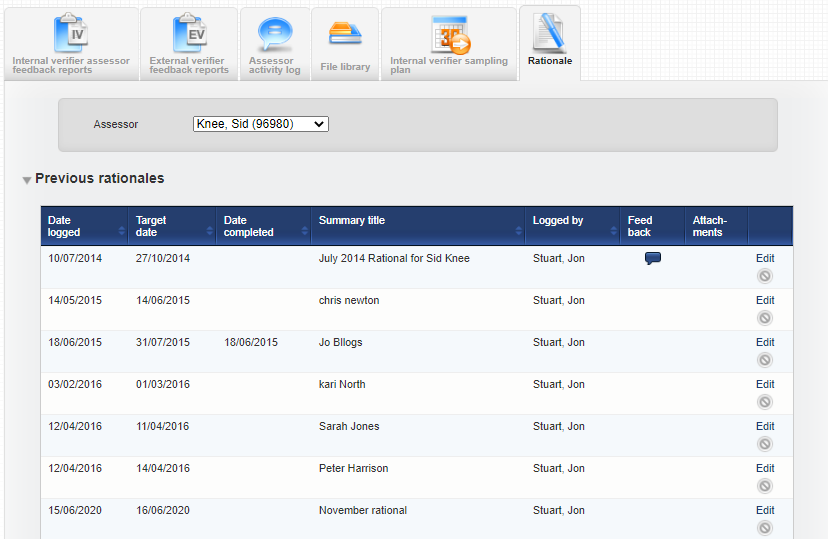 IV
EV
Internal verifier assessor
feedback reports
External verifier
feedback reports
Assessor
activity log
File library
Internal verifier sampling
plan
Rationale
Assessor
Knee, Sid (96980)
Previous rationales
Date
logged
Target
date
Date
completed
Summary title
Logged by
Feed
back
Attach-
ments
10/07/2014 27/10/2014 July 2014 Rational for Sid Knee Stuart, Jon Edit
14/05/2015 14/06/2015 chris newton Stuart, Jon Edit
18/06/2015 31/07/2015 18/06/2015 Jo Bllogs Stuart, Jon Edit
03/02/2016 01/03/2016 kari North Stuart, Jon Edit
12/04/2016 11/04/2016 Sarah Jones Stuart, Jon Edit
12/04/2016 14/04/2016 Peter Harrison Stuart, Jon Edit
15/06/2020 16/06/2020 November rational Stuart, Jon Edit